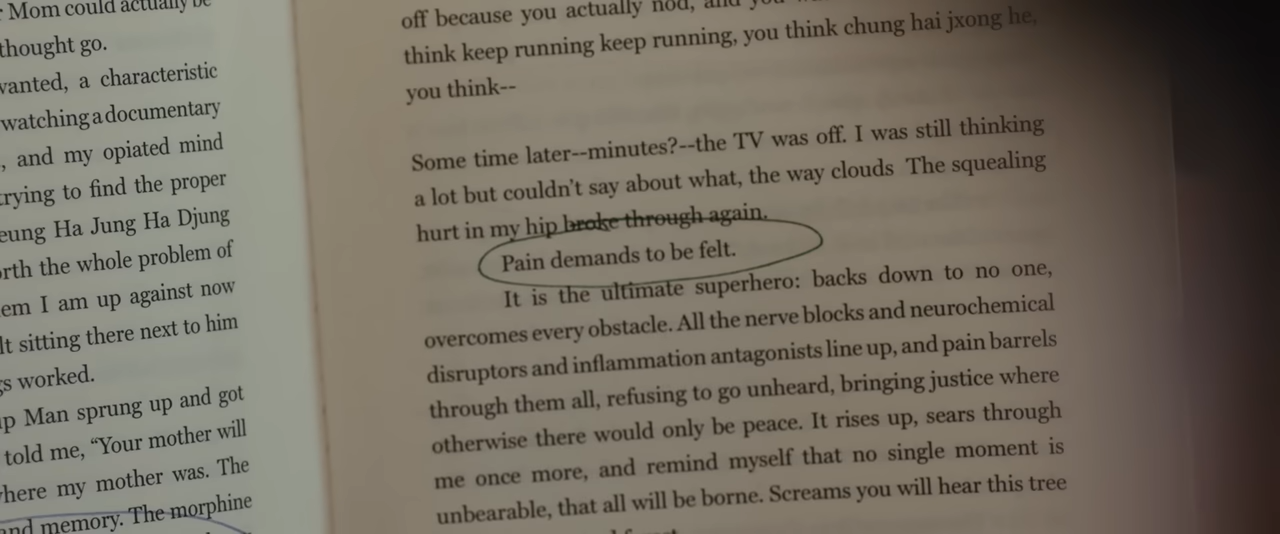 Mom could actually be
thought go.
wanted, a characteristic
watching a documentary
, and my opiated mind
trying to find the proper
eung Ha Jung Ha Djung
orth the whole problem of
em I am up against now
lt sitting there next to him
gs worked.
p Man sprung up and got
told me, “Your mother will
where my mother was. The
and memory. The morphine
off because you actually nod, and you
think keep running keep running, you think chung hai jxong he,
you think--
Some time later--minutes?--the TV was off. I was still thinking
a lot but couldn’t say about what, the way clouds The squealing
hurt in my hip broke through again.
Pain demands to be felt.
It is the ultimate superhero: backs down to no one,
overcomes every obstacle. All the nerve blocks and neurochemical
disruptors and inflammation antagonists line up, and pain barrels
through them all, refusing to go unheard, bringing justice where
otherwise there would only be peace. It rises up, sears through
me once more, and remind myself that no single moment is
unbearable, that all will be borne. Screams you will hear this tree